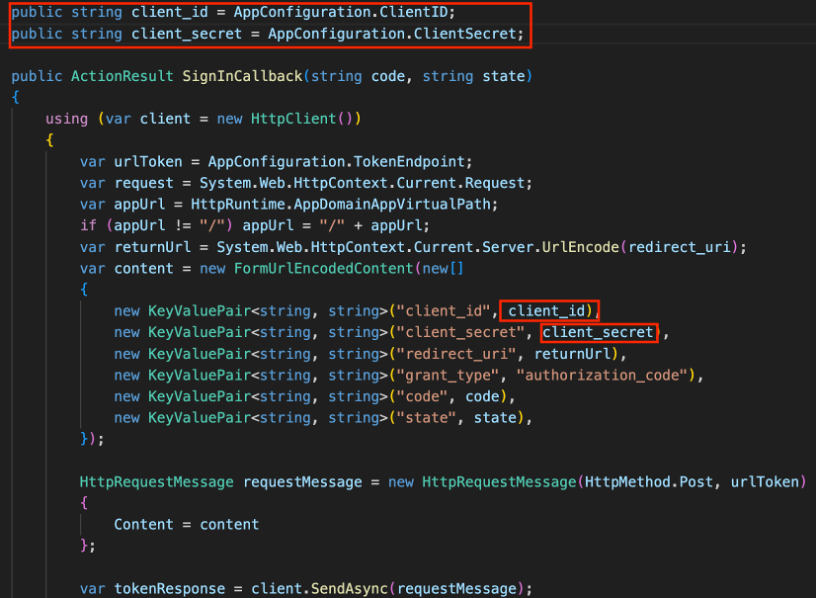 public string client_id = AppConfiguration.ClientID;
public string client_secret = AppConfiguration.ClientSecret;
public ActionResult SignInCallback(string code, string state)
{
using (var client = new HttpClient())
{
var urlToken = AppConfiguration.TokenEndpoint;
var request = System.Web.HttpContext.Current.Request;
var appUrl = HttpRuntime.AppDomainAppVirtualPath;
if (appUrl != "/") appUrl = "/" + appUrl;
var returnUrl = System.Web.HttpContext.Current.Server.UrlEncode(redirect_uri);
var content = new FormUrlEncodedContent(new[]
{
new KeyValuePair<string, string>("client_id", client_id),
new KeyValuePair<string, string>("client_secret", client_secret),
new KeyValuePair<string, string>("redirect_uri", returnUrl),
new KeyValuePair<string, string>("grant_type", "authorization_code"),
new KeyValuePair<string, string>("code", code),
new KeyValuePair<string, string>("state", state),
});
HttpRequestMessage requestMessage = new HttpRequestMessage(HttpMethod.Post, urlToken)
{
Content = content
};
var tokenResponse = client.SendAsync(requestMessage);